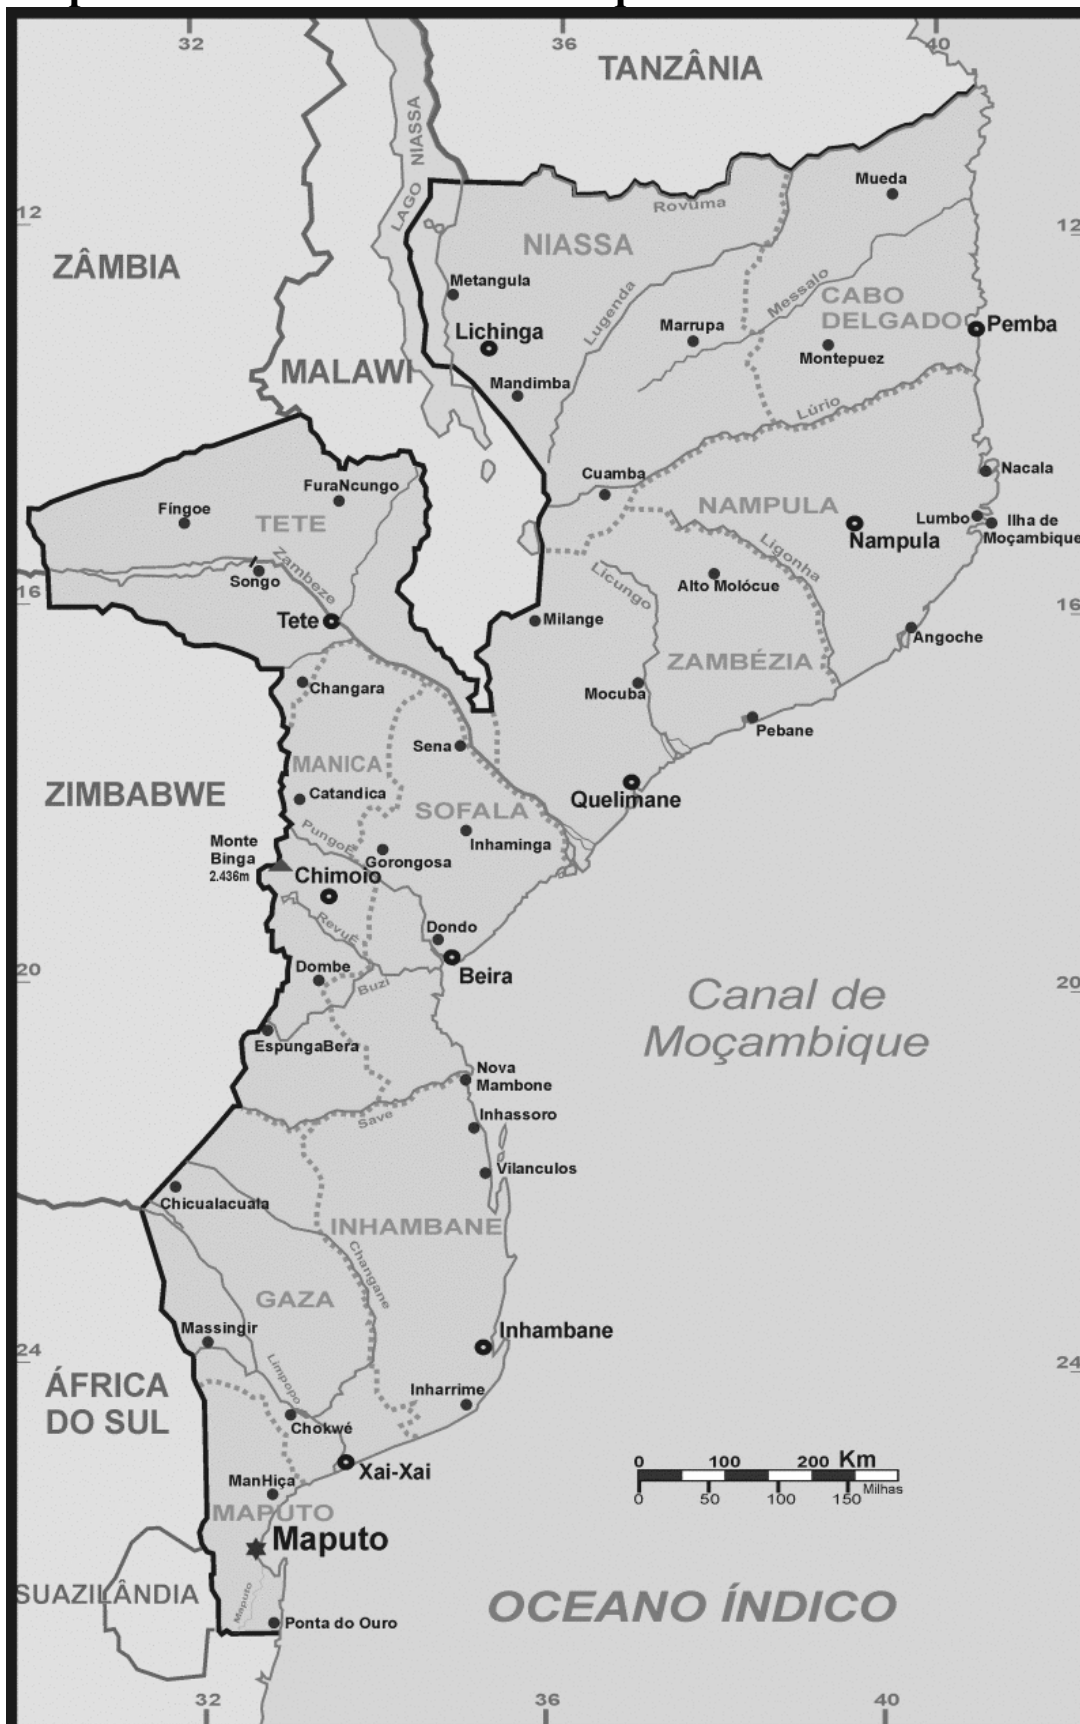 32
36
40
TANZÂNIA
LAGO NIASSA
Mueda
Rovuma
12
12
NIASSA
ZÂMBIA
Metangula
Lugenda
Messalo
CABO
DELGADO
Lichinga
Marrupa
Pemba
Montepuez
MALAWI
Mandimba
Lúrio
Cuamba
Nacala
FuraNcungo
NAMPULA
Fíngoe
TETE
Lumbo
Ilha de
Moçambique
Nampula
Ligonha
Zambeze
Songo
Licungo
Alto Molócue
16
16
Tete
Milange
Angoche
ZAMBÉZIA
Changara
Mocuba
Pebane
Sena
MANICA
ZIMBABWE
Catandica
Quelimane
SOFALA
PungoÉ
Monte
Binga
2.436m
Inhaminga
Gorongosa
Chimoio
RevuÉ
Dondo
Dombe
Beira
20
20
Buzi
Canal de
Moçambique
EspungaBera
Nova
Mambone
Inhassoro
Save
Vilanculos
Chicualacuala
INHAMBANE
Changane
GAZA
Massingir
Inhambane
24
24
Limpopo
ÁFRICA
DO SUL
Inharrime
Chokwé
0 100 200 Km
Xai-Xai
ManHiça
0 50 100 150 Milhas
MAPUTO
Maputo
SUAZILÂNDIA
Maputo
OCEANO ÍNDICO
Ponta do Ouro
32
36
40